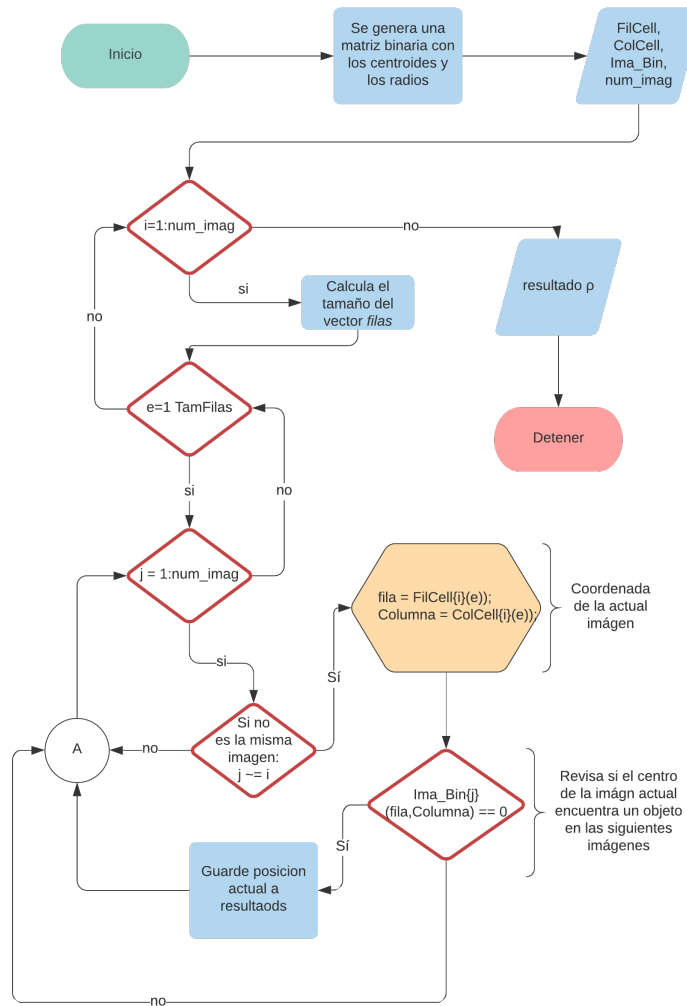 Inicio
Se genera una
matriz binaria con
los centroides y
los radios
FilCell,
ColCell,
Ima_Bin,
num_imag
i=1:num_imag
no
si
Calcula el
tamaño del
vector filas
resultado ρ
no
e=1 TamFilas
Detener
si
no
j = 1:num_imag
fila = FilCell{i}(e));
Columna = ColCell{i}(e));
Coordenada
de la actual
imágen
si
Sí
Si no
es la misma
imagen:
j ~= i
no
A
Ima_Bin{j}
(fila,Columna) == 0
Revisa si el centro
de la imágn actual
encuentra un objeto
en las siguientes
imágenes
Sí
Guarde posicion
actual a
resultaods
no